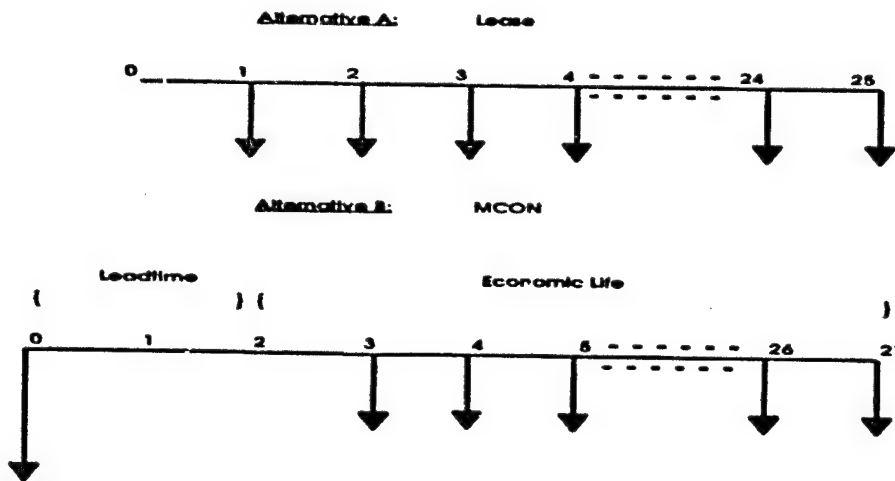 Alternative A: Lease
0 1 2 3 4 24 25
Alternative B: MCON
Leadtime Economic Life
{ } { }
0 1 2 3 4 5 26 2